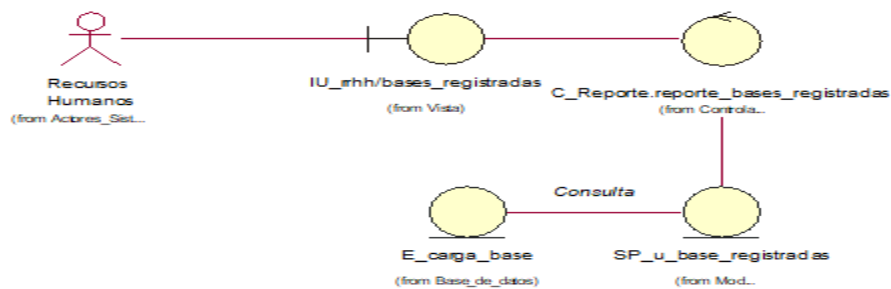 Recursos
Humanos
(from Actores_Sist...
IU_rrhh/bases_registradas
(from Vista)
C_Reporte.reporte_bases_registradas
(from Controla...
Consulta
E_carga_base
(from Base_de_datos)
SP_u_base_registradas
(from Mod...